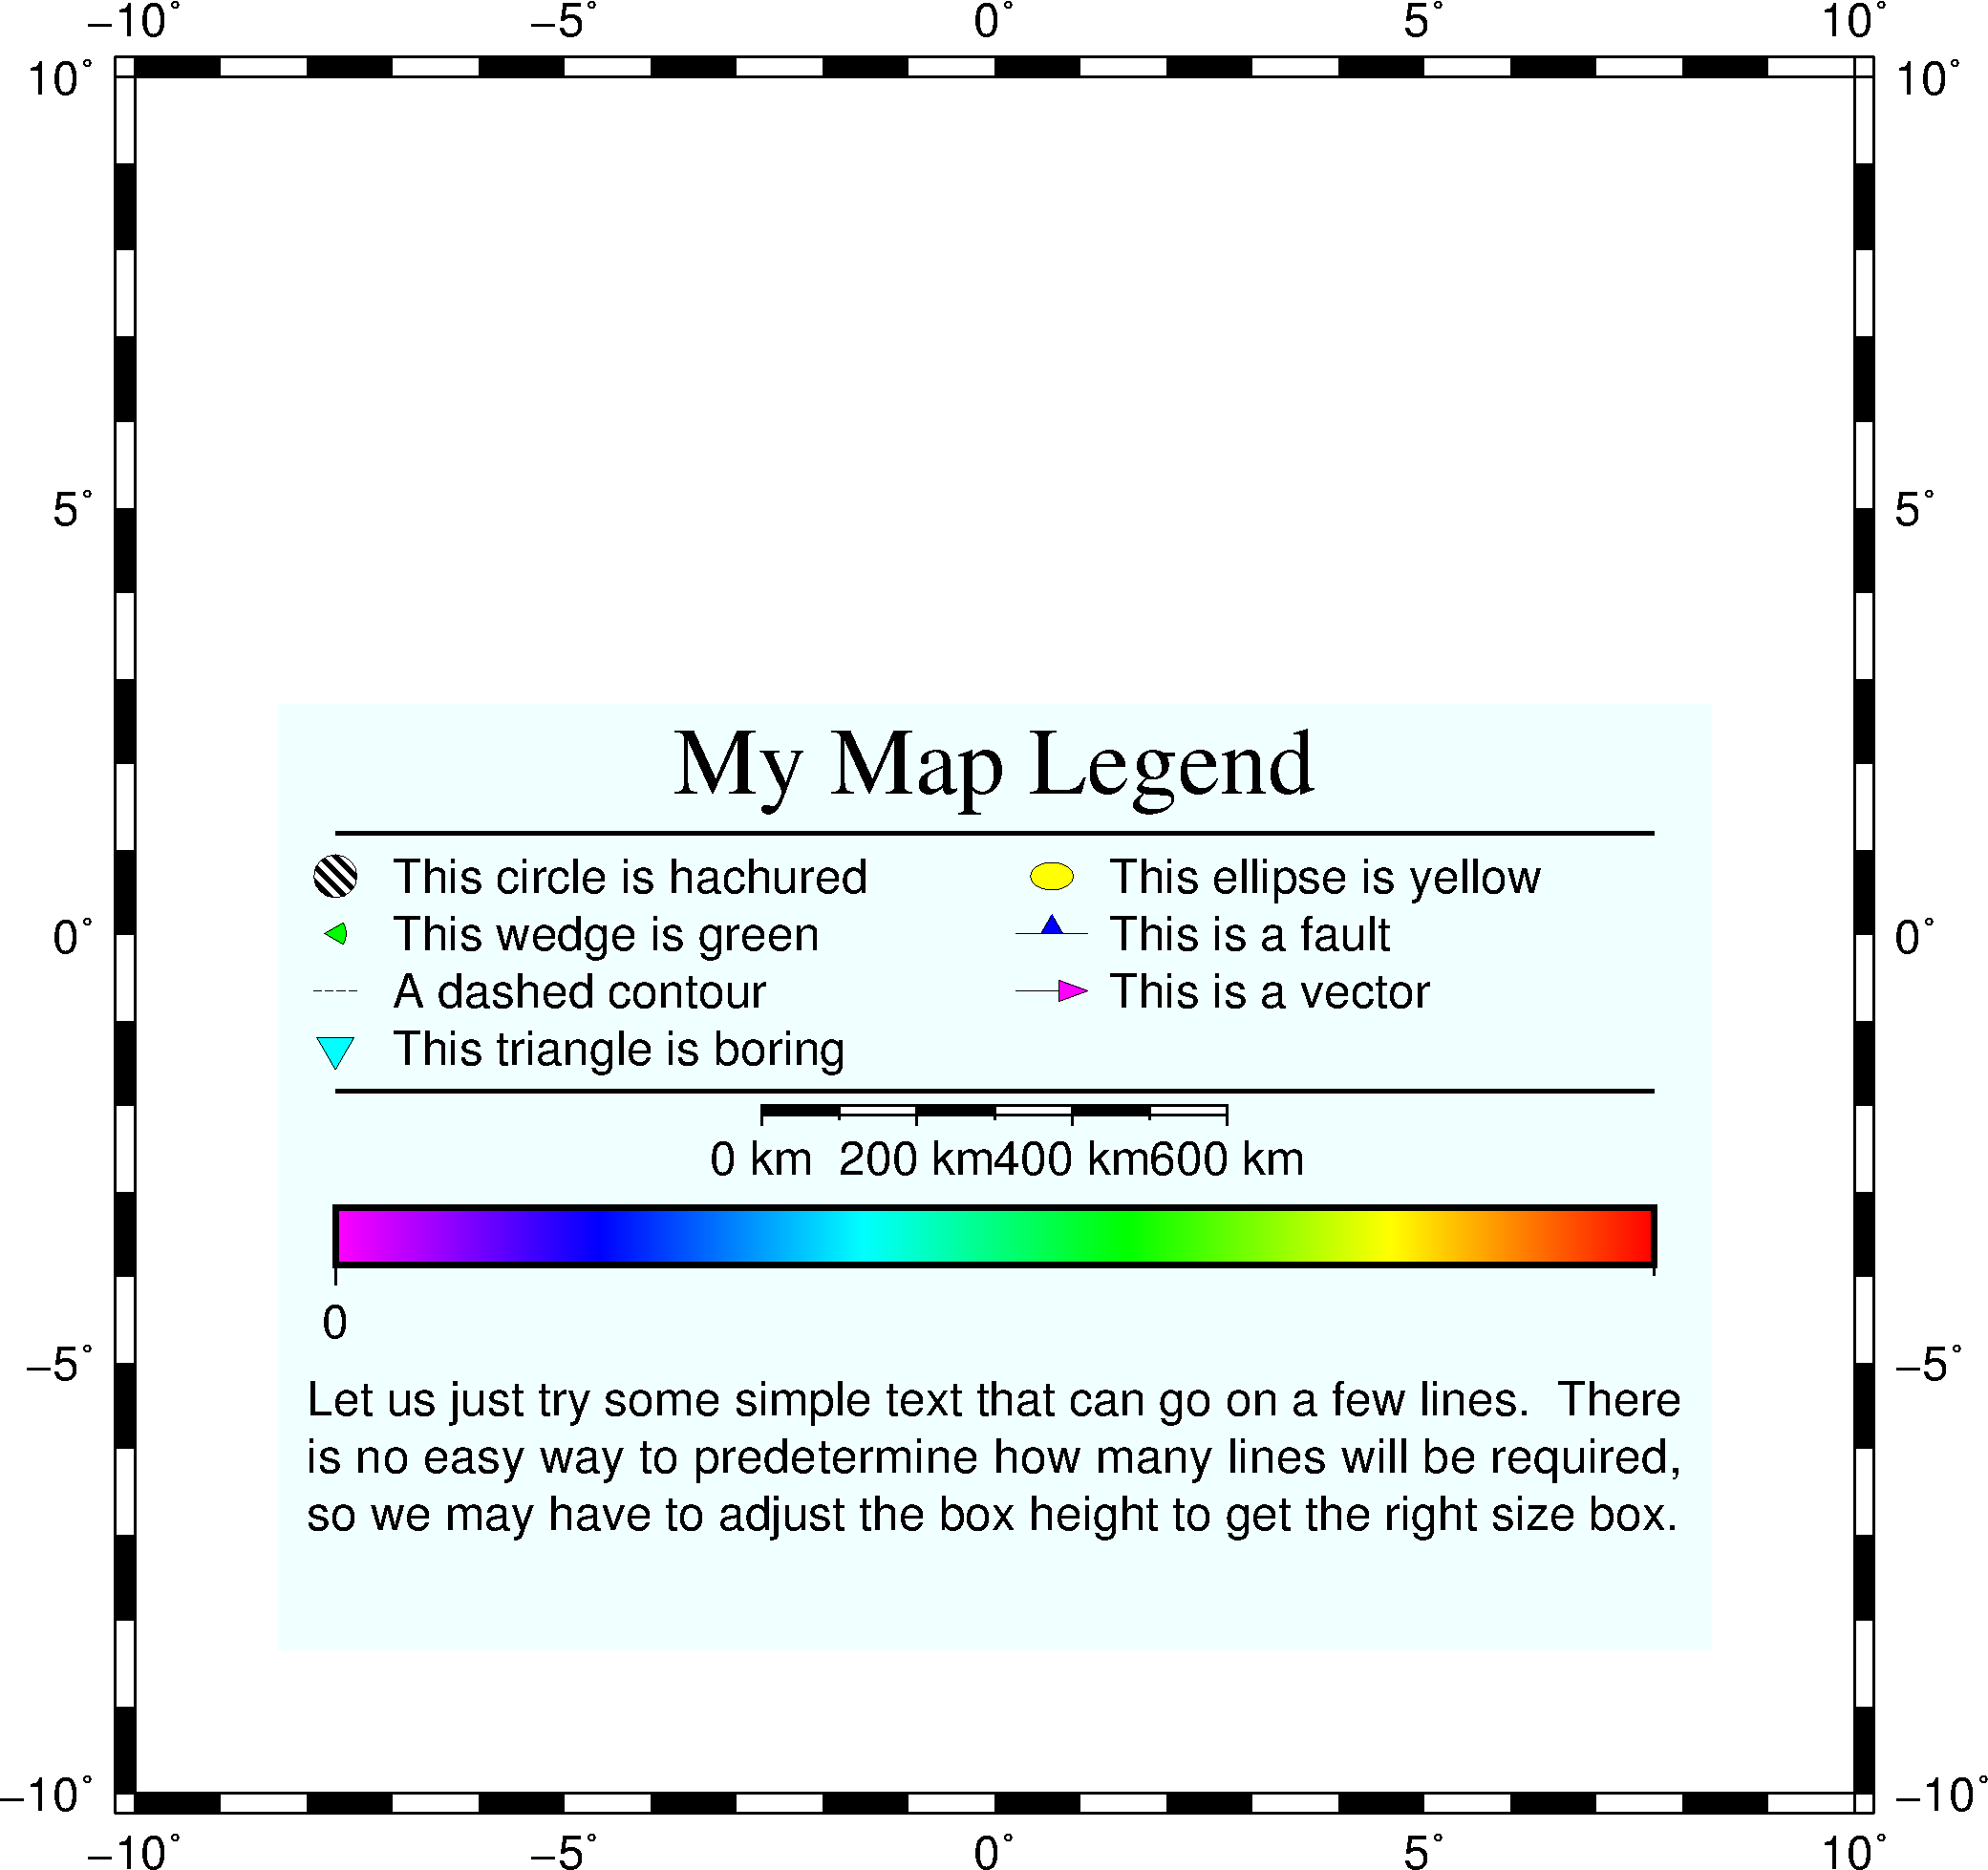 −10° −5° 0° 5° 10°
10° 10°
5° 5°
My Map Legend
This circle is hachured This ellipse is yellow
0° This wedge is green This is a fault 0°
A dashed contour This is a vector
This triangle is boring
0 km 200 km 400 km 600 km
0
−5° −5°
Let us just try some simple text that can go on a few lines.  There
is no easy way to predetermine how many lines will be required,
so we may have to adjust the box height to get the right size box.
−10° −10°
−10° −5° 0° 5° 10°